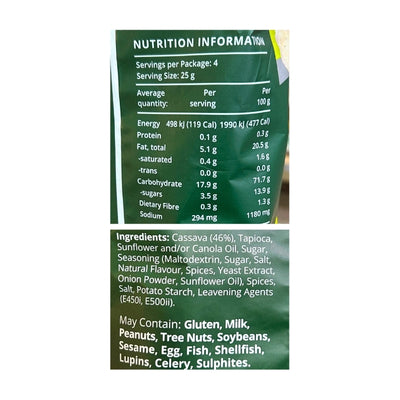 NUTRITION INFORMATION
Servings per Package: 4
Serving Size: 25 g
Average quantity: Per serving Per 100 g
Energy 498 kJ (119 Cal) 1990 kJ (477 Cal)
Protein 0.1 g 0.3 g
Fat, total 5.1 g 20.5 g
-saturated 0.4 g 1.6 g
-trans 0.0 g 0.0 g
Carbohydrate 17.9 g 71.7 g
-sugars 3.5 g 13.9 g
Dietary Fibre 0.3 g 1.3 g
Sodium 294 mg 1180 mg
Ingredients: Cassava (46%), Tapioca,
Sunflower and/or Canola Oil, Sugar,
Seasoning (Maltodextrin, Sugar, Salt,
Natural Flavour, Spices, Yeast Extract,
Onion Powder, Sunflower Oil), Spices,
Salt, Potato Starch, Leavening Agents
(E450i, E500ii).
May Contain: Gluten, Milk,
Peanuts, Tree Nuts, Soybeans,
Sesame, Egg, Fish, Shellfish,
Lupins, Celery, Sulphites.